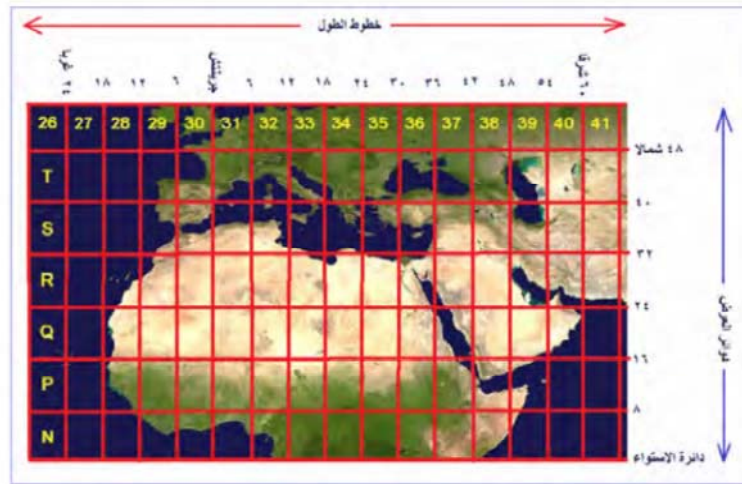 خطوط الطول
٢٤ غربا ١٨ ١٢ ٦ جرينتش ٦ ١٢ ١٨ ٢٤ ٣٠ ٣٦ ٤٢ ٤٨ ٥٤ ٦٠ شرقا
26 27 28 29 30 31 32 33 34 35 36 37 38 39 40 41
٤٨ شمالا
T
٤٠
S
٣٢
R
٢٤
Q
١٦
P
٨
N
دائرة الاستواء
دوائر العرض